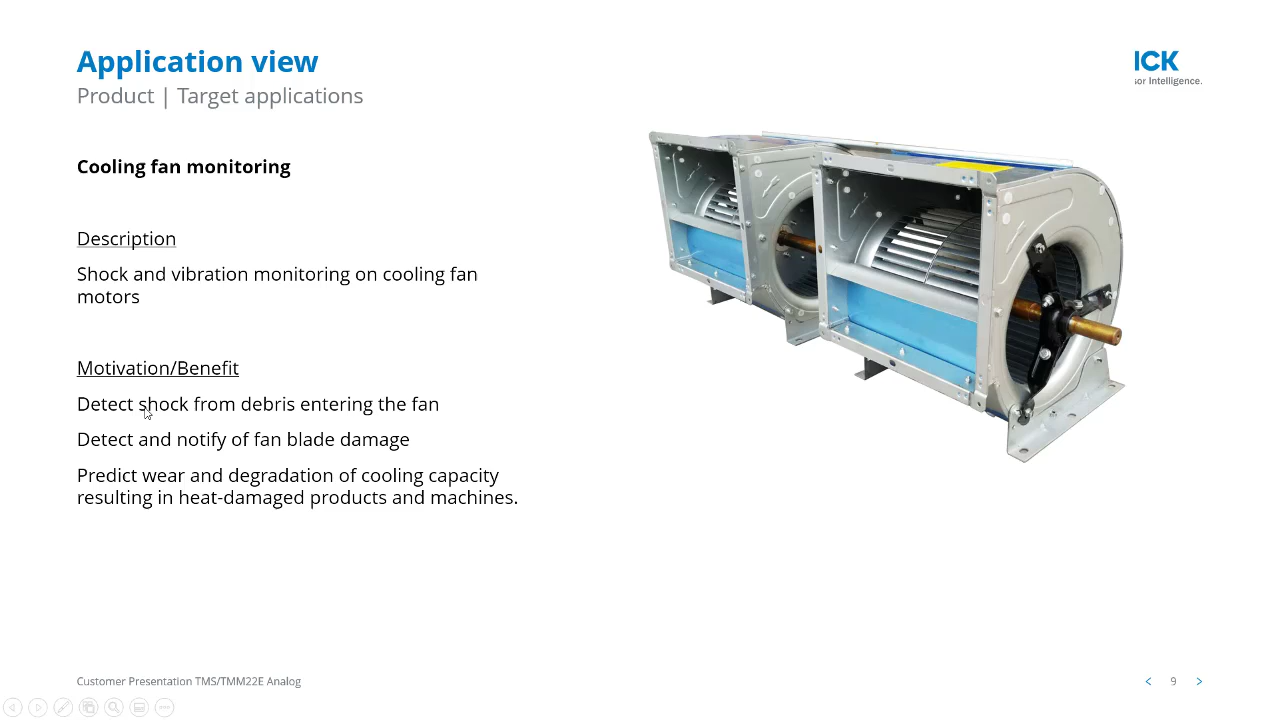 Application view
ICK
Product | Target applications
or Intelligence.
Cooling fan monitoring
Description
Shock and vibration monitoring on cooling fan
motors
Motivation/Benefit
Detect shock from debris entering the fan
Detect and notify of fan blade damage
Predict wear and degradation of cooling capacity
resulting in heat-damaged products and machines.
Customer Presentation TMS/TMM22E Analog
< 9 >